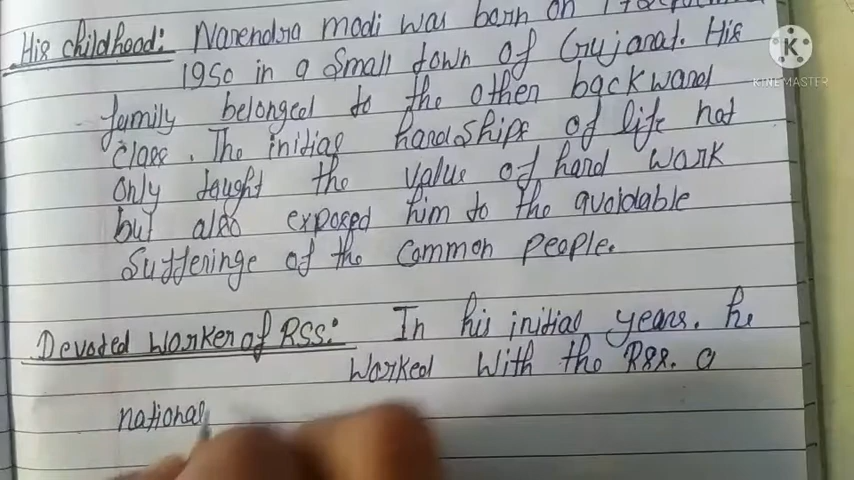 His childhood: Narendra modi was born on 17
1950 in a small town of Gujarat. His
family belonged to the other backward
class. The initial hardships of life not
only taught the value of hard work
but also exposed him to the avoidable
Sufferinge of the common people.
Devoted worker of RSS: In his initial years. he
worked with the RSS. a
national
K
KINEMASTER